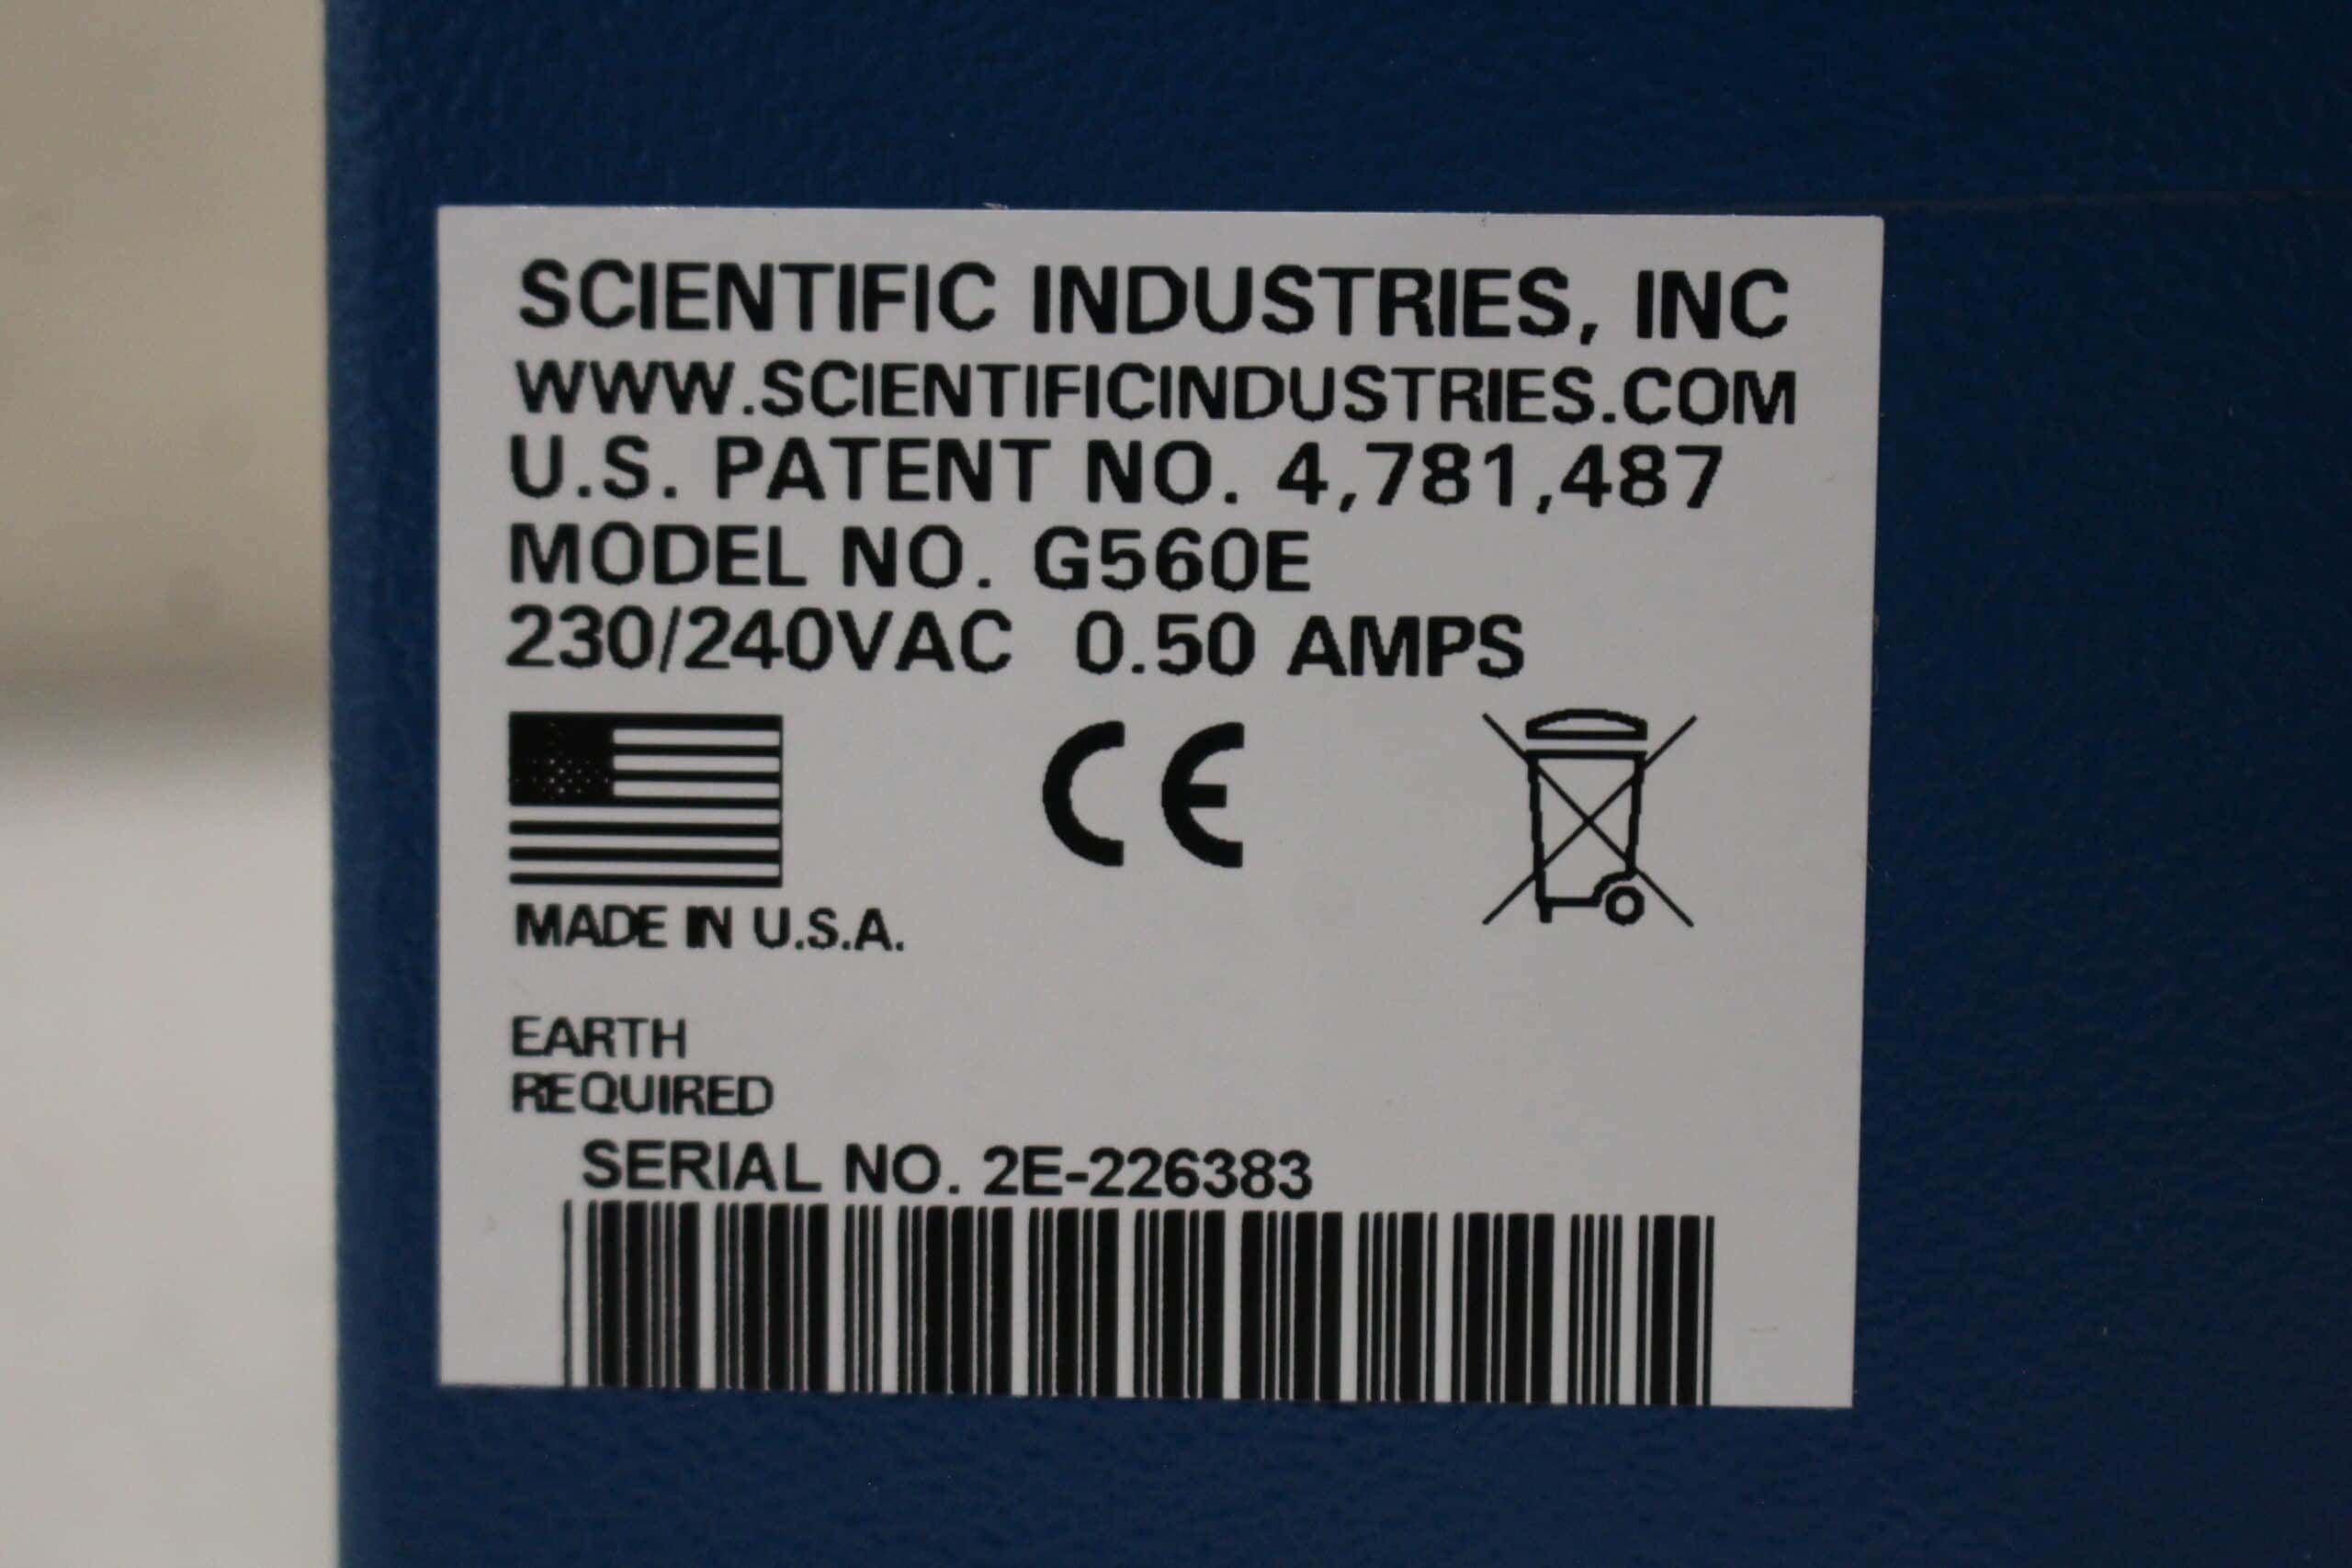 SCIENTIFIC INDUSTRIES, INC
WWW.SCIENTIFICINDUSTRIES.COM
U.S. PATENT NO. 4,781,487
MODEL NO. G560E
230/240VAC 0.50 AMPS
CE
MADE IN U.S.A.
EARTH
REQUIRED
SERIAL NO. 2E-226383